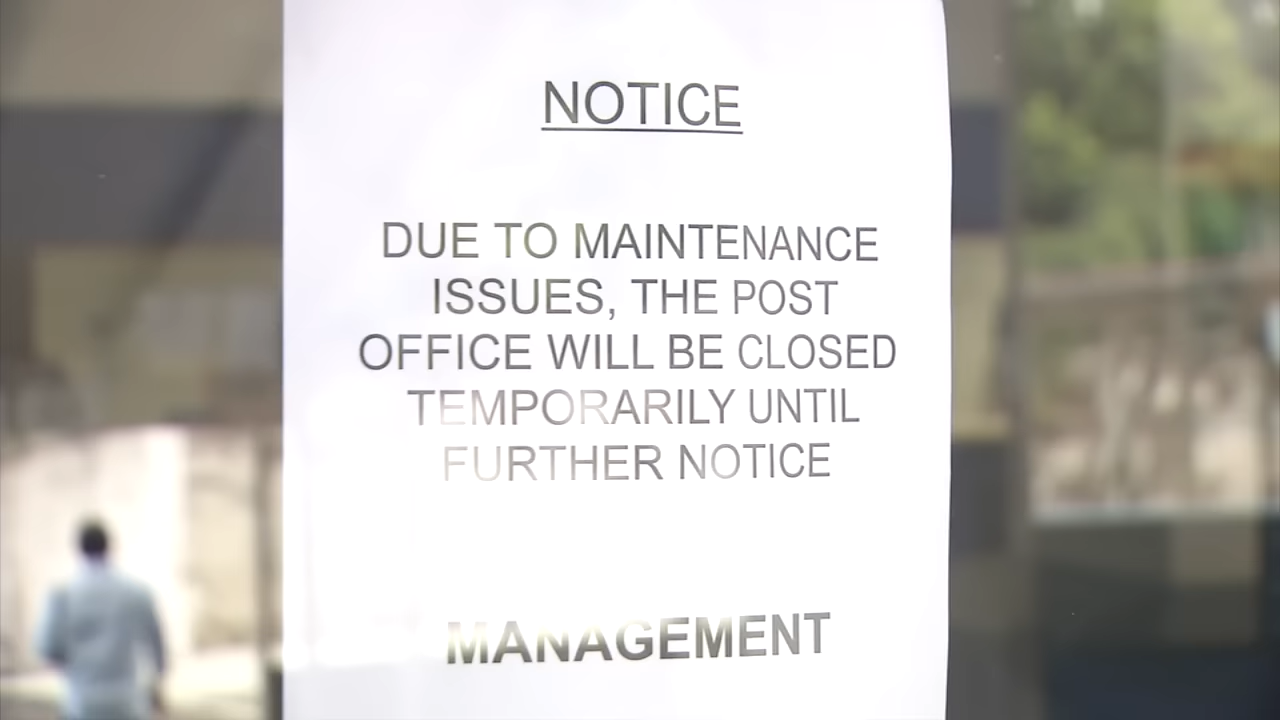 NOTICE
DUE TO MAINTENANCE
ISSUES, THE POST
OFFICE WILL BE CLOSED
TEMPORARILY UNTIL
FURTHER NOTICE
MANAGEMENT